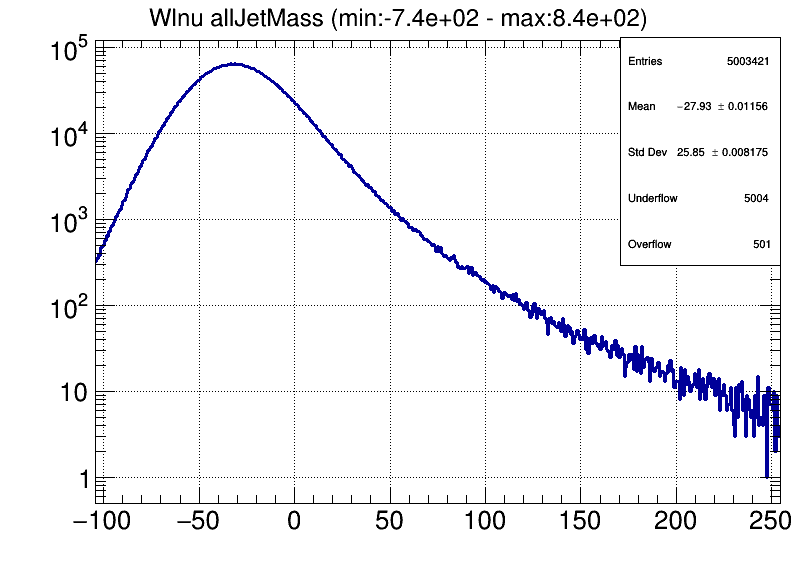 Wlnu allJetMass (min:-7.4e+02 - max:8.4e+02)
Entries 5003421
Mean −27.93 ± 0.01156
Std Dev 25.85 ± 0.008175
Underflow 5004
Overflow 501
10^5
10^4
10^3
10^2
10
1
−100 −50 0 50 100 150 200 250